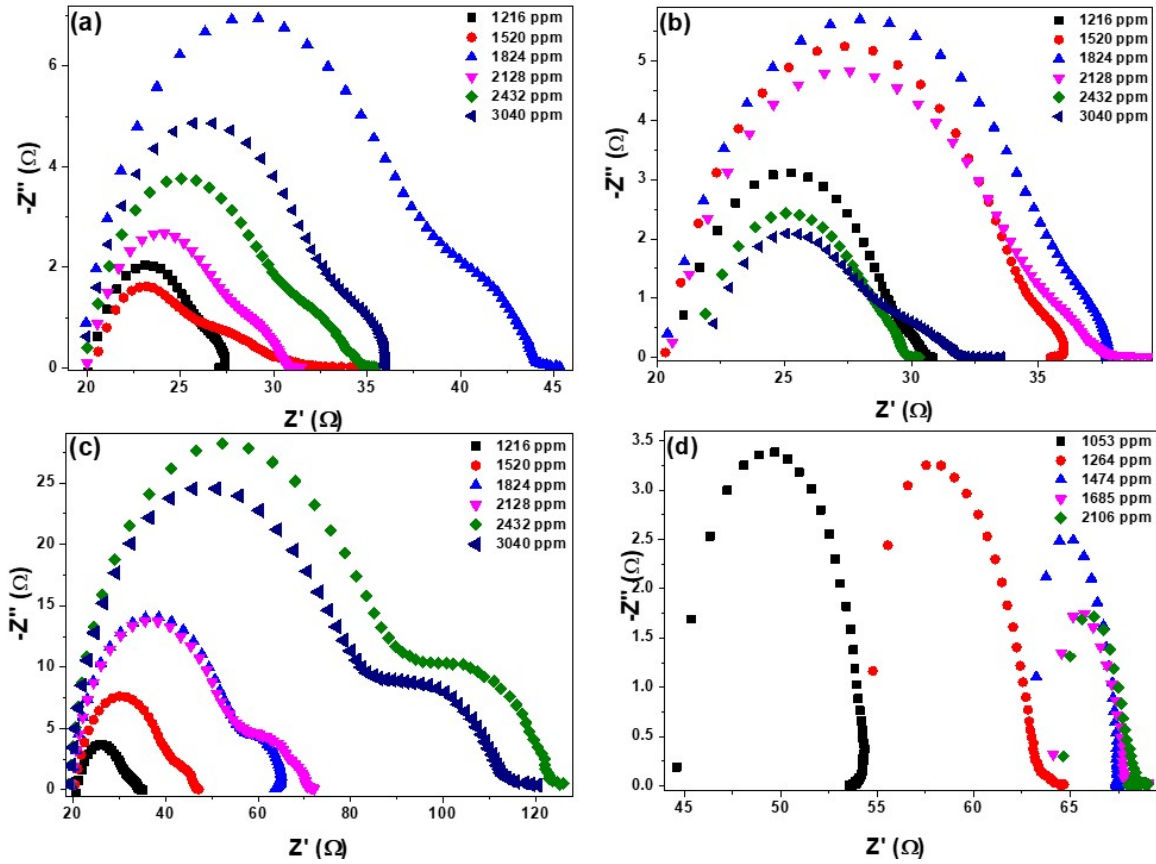 (a)
1216 ppm
1520 ppm
1824 ppm
2128 ppm
2432 ppm
3040 ppm
-Z'' (Ω)
6
4
2
0
20 25 30 35 40 45
Z' (Ω)
(b)
1216 ppm
1520 ppm
1824 ppm
2128 ppm
2432 ppm
3040 ppm
-Z'' (Ω)
5
4
3
2
1
0
20 25 30 35
Z' (Ω)
(c)
1216 ppm
1520 ppm
1824 ppm
2128 ppm
2432 ppm
3040 ppm
-Z'' (Ω)
25
20
15
10
5
0
20 40 60 80 100 120
Z' (Ω)
(d)
1053 ppm
1264 ppm
1474 ppm
1685 ppm
2106 ppm
-Z'' (Ω)
3.5
3.0
2.5
2.0
1.5
1.0
0.5
0.0
45 50 55 60 65
Z' (Ω)